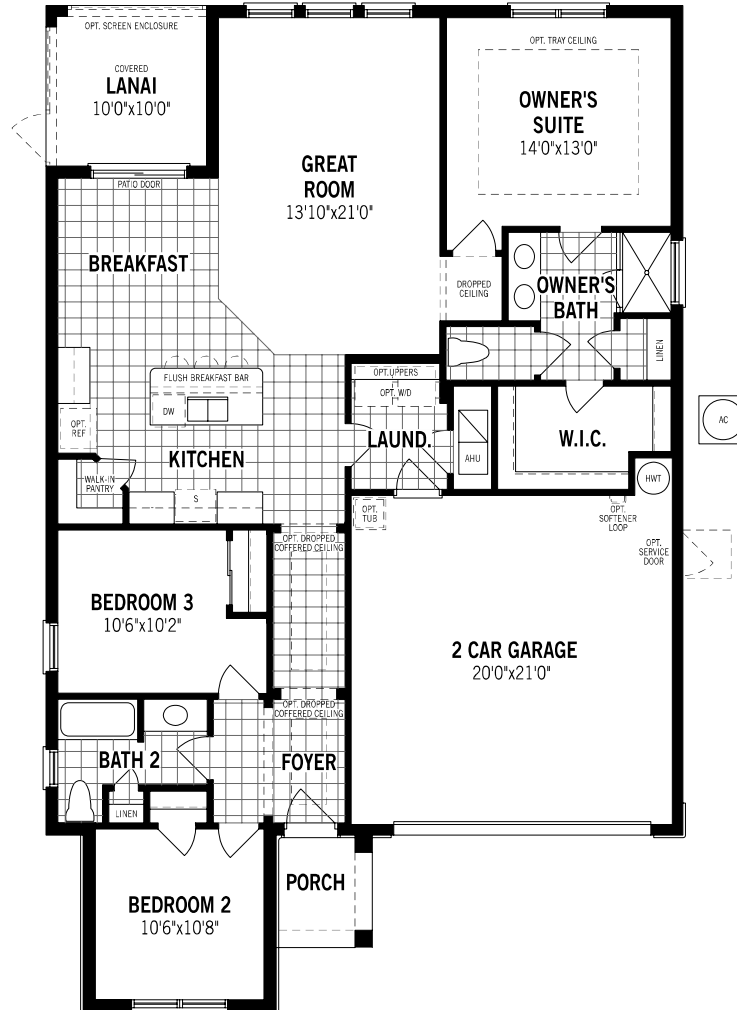 OPT. SCREEN ENCLOSURE
COVERED
LANAI
10'0"x10'0"
PATIO DOOR
GREAT
ROOM
13'10"x21'0"
OPT. TRAY CEILING
OWNER'S
SUITE
14'0"x13'0"
BREAKFAST
DROPPED
CEILING
OWNER'S
BATH
LINEN
FLUSH BREAKFAST BAR
DW
OPT.
REF
KITCHEN
WALK-IN
PANTRY
S
OPT.UPPERS
OPT. W/D
LAUND.
AHU
W.I.C.
AC
HWT
OPT.
TUB
OPT.
SOFTENER
LOOP
OPT.
SERVICE
DOOR
OPT. DROPPED
COFFERED CEILING
BEDROOM 3
10'6"x10'2"
2 CAR GARAGE
20'0"x21'0"
OPT. DROPPED
COFFERED CEILING
BATH 2
FOYER
LINEN
PORCH
BEDROOM 2
10'6"x10'8"